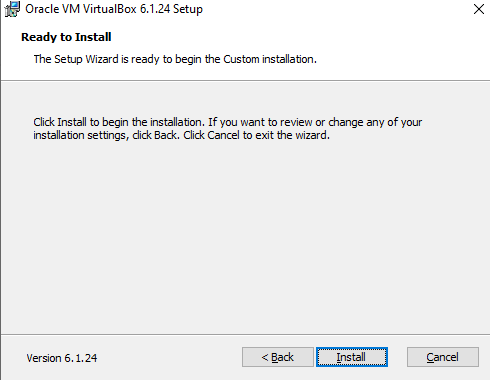 Oracle VM VirtualBox 6.1.24 Setup
Ready to Install
The Setup Wizard is ready to begin the Custom installation.
Click Install to begin the installation. If you want to review or change any of your
installation settings, click Back. Click Cancel to exit the wizard.
Version 6.1.24
< Back
Install
Cancel